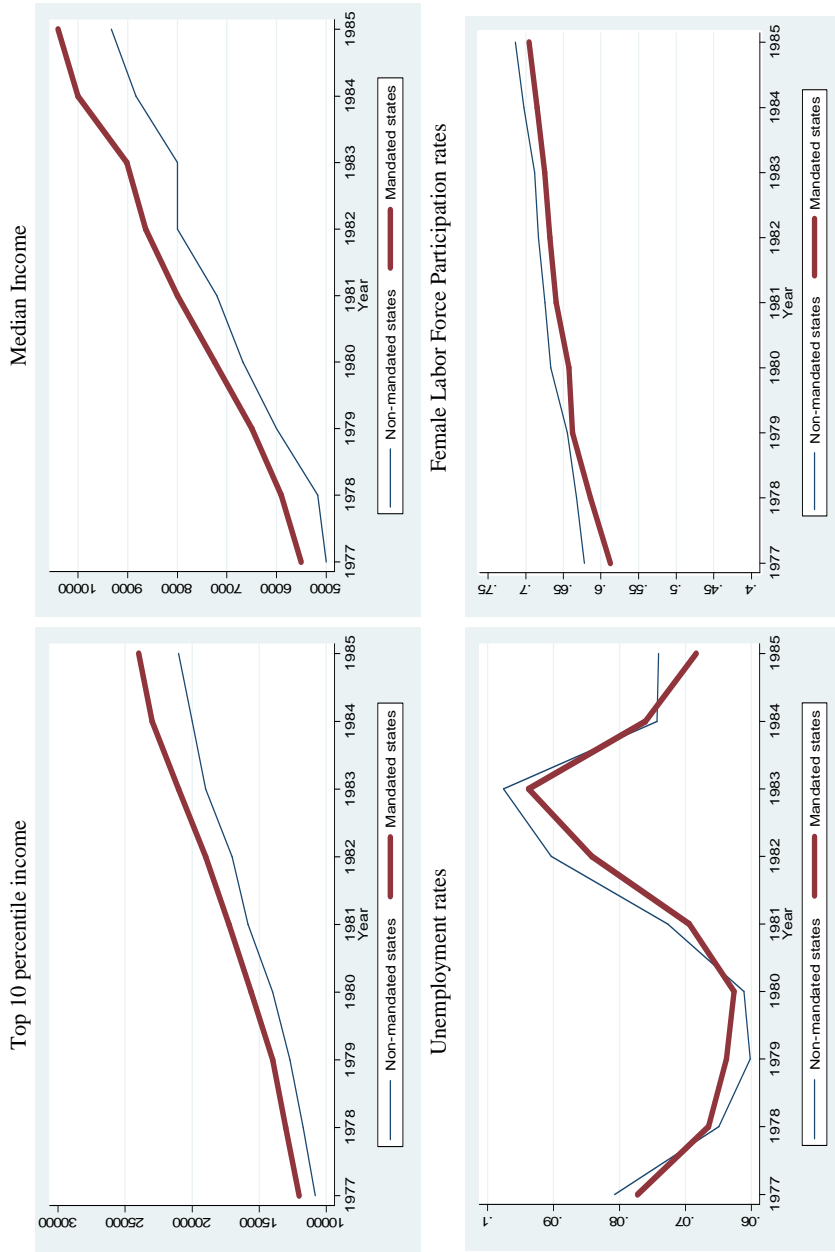 Top 10 percentile income
30000
25000
20000
15000
10000
1977 1978 1979 1980 1981 1982 1983 1984 1985
Year
Non-mandated states Mandated states
Median Income
10000
9000
8000
7000
6000
5000
1977 1978 1979 1980 1981 1982 1983 1984 1985
Year
Non-mandated states Mandated states
Unemployment rates
.1
.09
.08
.07
.06
1977 1978 1979 1980 1981 1982 1983 1984 1985
Year
Non-mandated states Mandated states
Female Labor Force Participation rates
.75
.7
.65
.6
.55
.5
.45
.4
1977 1978 1979 1980 1981 1982 1983 1984 1985
Year
Non-mandated states Mandated states